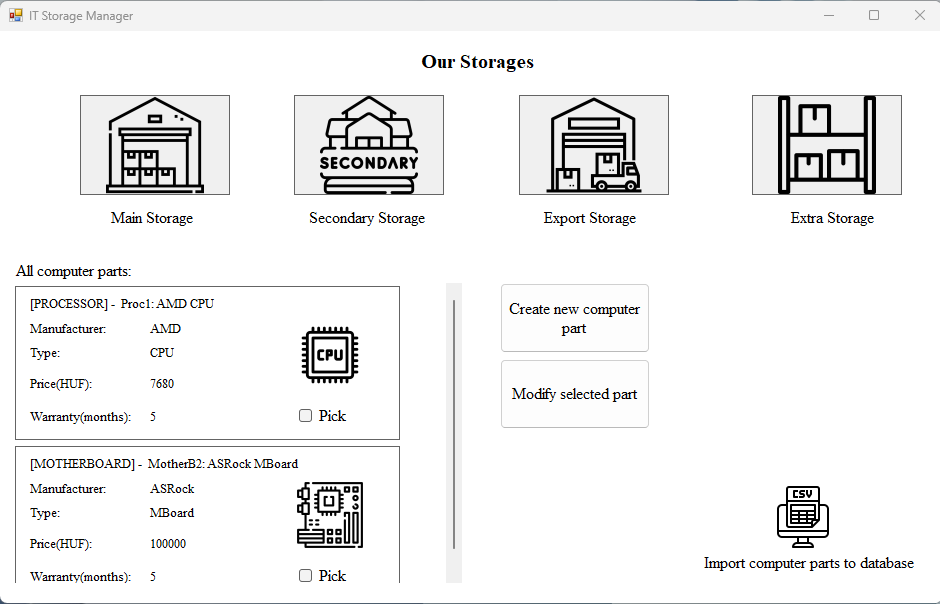 IT Storage Manager
Our Storages
SECONDARY
Main Storage
Secondary Storage
Export Storage
Extra Storage
All computer parts:
[PROCESSOR] - Proc1: AMD CPU
Manufacturer: AMD
Type: CPU
CPU
Price(HUF): 7680
Warranty(months): 5
Pick
[MOTHERBOARD] - MotherB2: ASRock MBoard
Manufacturer: ASRock
Type: MBoard
Price(HUF): 100000
Warranty(months): 5
Pick
Create new computer
part
Modify selected part
CSV
Import computer parts to database